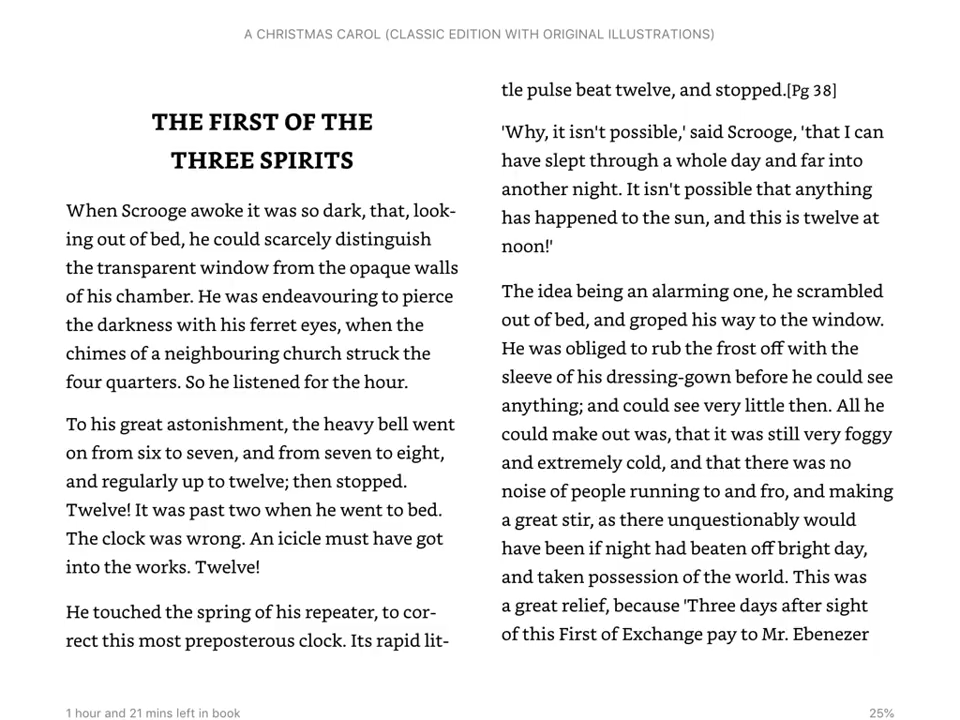 A CHRISTMAS CAROL (CLASSIC EDITION WITH ORIGINAL ILLUSTRATIONS)
THE FIRST OF THE
THREE SPIRITS
When Scrooge awoke it was so dark, that, look-
ing out of bed, he could scarcely distinguish
the transparent window from the opaque walls
of his chamber. He was endeavouring to pierce
the darkness with his ferret eyes, when the
chimes of a neighbouring church struck the
four quarters. So he listened for the hour.
To his great astonishment, the heavy bell went
on from six to seven, and from seven to eight,
and regularly up to twelve; then stopped.
Twelve! It was past two when he went to bed.
The clock was wrong. An icicle must have got
into the works. Twelve!
He touched the spring of his repeater, to cor-
rect this most preposterous clock. Its rapid lit-
tle pulse beat twelve, and stopped.[Pg 38]
'Why, it isn't possible,' said Scrooge, 'that I can
have slept through a whole day and far into
another night. It isn't possible that anything
has happened to the sun, and this is twelve at
noon!'
The idea being an alarming one, he scrambled
out of bed, and groped his way to the window.
He was obliged to rub the frost off with the
sleeve of his dressing-gown before he could see
anything; and could see very little then. All he
could make out was, that it was still very foggy
and extremely cold, and that there was no
noise of people running to and fro, and making
a great stir, as there unquestionably would
have been if night had beaten off bright day,
and taken possession of the world. This was
a great relief, because 'Three days after sight
of this First of Exchange pay to Mr. Ebenezer
1 hour and 21 mins left in book
25%